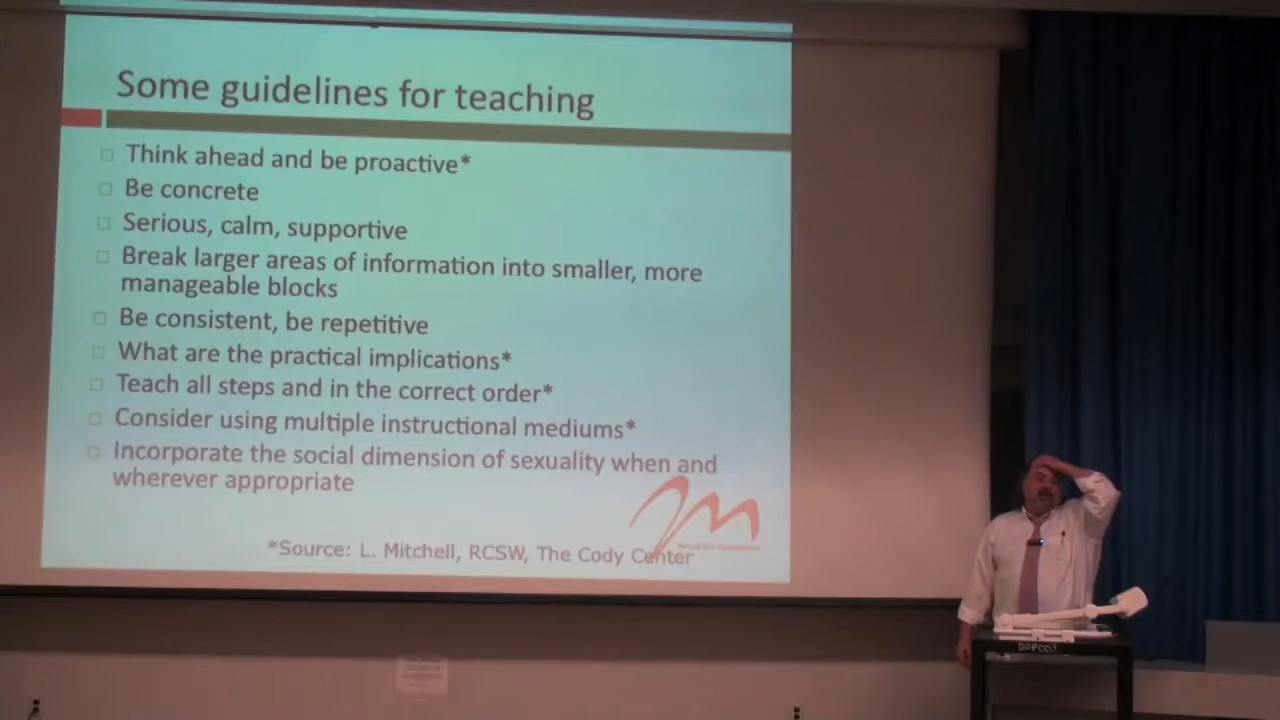 Some guidelines for teaching
Think ahead and be proactive*
Be concrete
Serious, calm, supportive
Break larger areas of information into smaller, more
manageable blocks
Be consistent, be repetitive
What are the practical implications*
Teach all steps and in the correct order*
Consider using multiple instructional mediums*
Incorporate the social dimension of sexuality when and
wherever appropriate
*Source: L. Mitchell, RCSW, The Cody Center